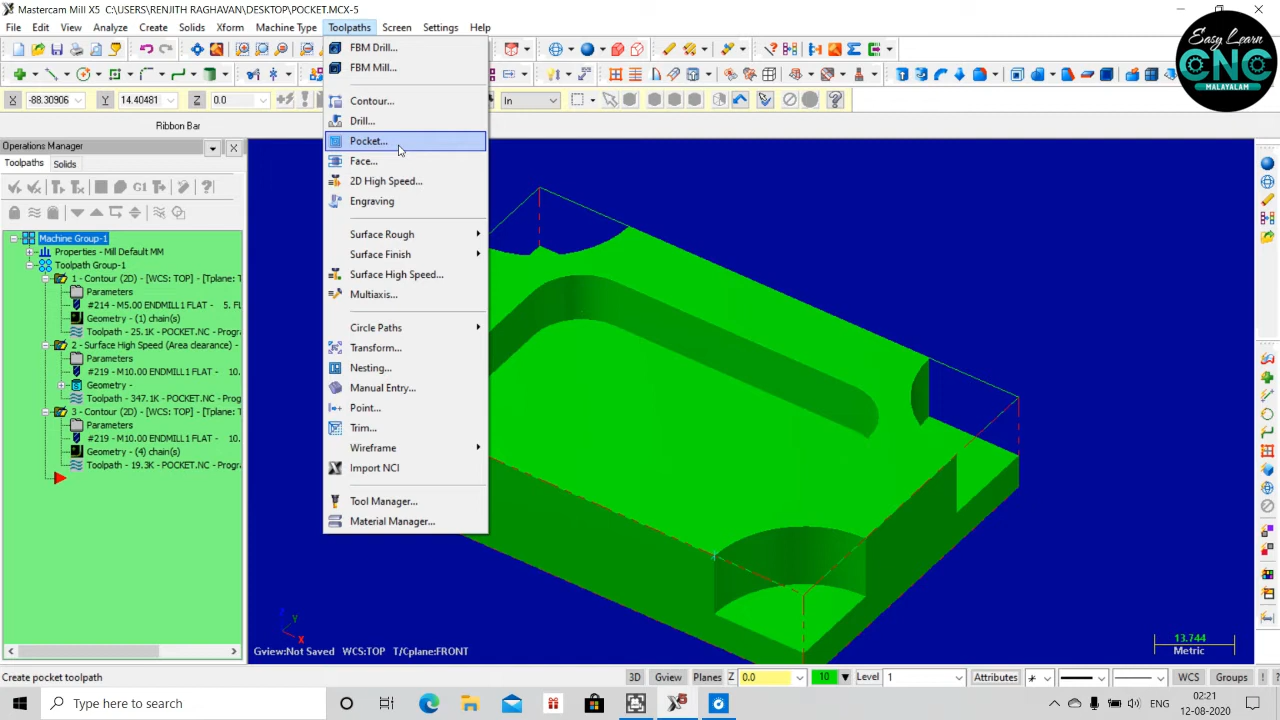 Mastercam Mill X5 - C:\USERS\RENJITH RAGHAVAN\DESKTOP\POCKET.MCX-5
File Edit View Analyze Create Solids Xform Machine Type Toolpaths Screen Settings Help
EASY LEARN
CNC
MALAYALAM
FBM Drill...
FBM Mill...
Contour...
Drill...
Pocket...
Face...
2D High Speed...
Engraving
Surface Rough
Surface Finish
Surface High Speed...
Multiaxis...
Circle Paths
Transform...
Nesting...
Manual Entry...
Point...
Trim...
Wireframe
Import NCI
Tool Manager...
Material Manager...
X -88.30906 Y 14.40481 Z 0.0 In
Ribbon Bar
Operations Manager
Toolpaths Solids
G1
Machine Group-1
Properties - Mill Default MM
Toolpath Group-1
1 - Contour (2D) - [WCS: TOP] - [Tplane: T
Parameters
#214 - M5.00 ENDMILL1 FLAT - 5. F
Geometry - (1) chain(s)
Toolpath - 25.1K - POCKET.NC - Progr
2 - Surface High Speed (Area clearance) -
Parameters
#219 - M10.00 ENDMILL1 FLAT - 10.
Geometry -
Toolpath - 347.1K - POCKET.NC - Prog
3 - Contour (2D) - [WCS: TOP] - [Tplane: T
Parameters
#219 - M10.00 ENDMILL1 FLAT - 10.
Geometry - (4) chain(s)
Toolpath - 19.3K - POCKET.NC - Progr
Z Y X
Gview:Not Saved WCS:TOP T/Cplane:FRONT
13.744
Metric
Create pocket toolpath
3D Gview Planes Z 0.0 10 Level 1 Attributes WCS Groups
Type here to search
ENG
02:21
12-08-2020